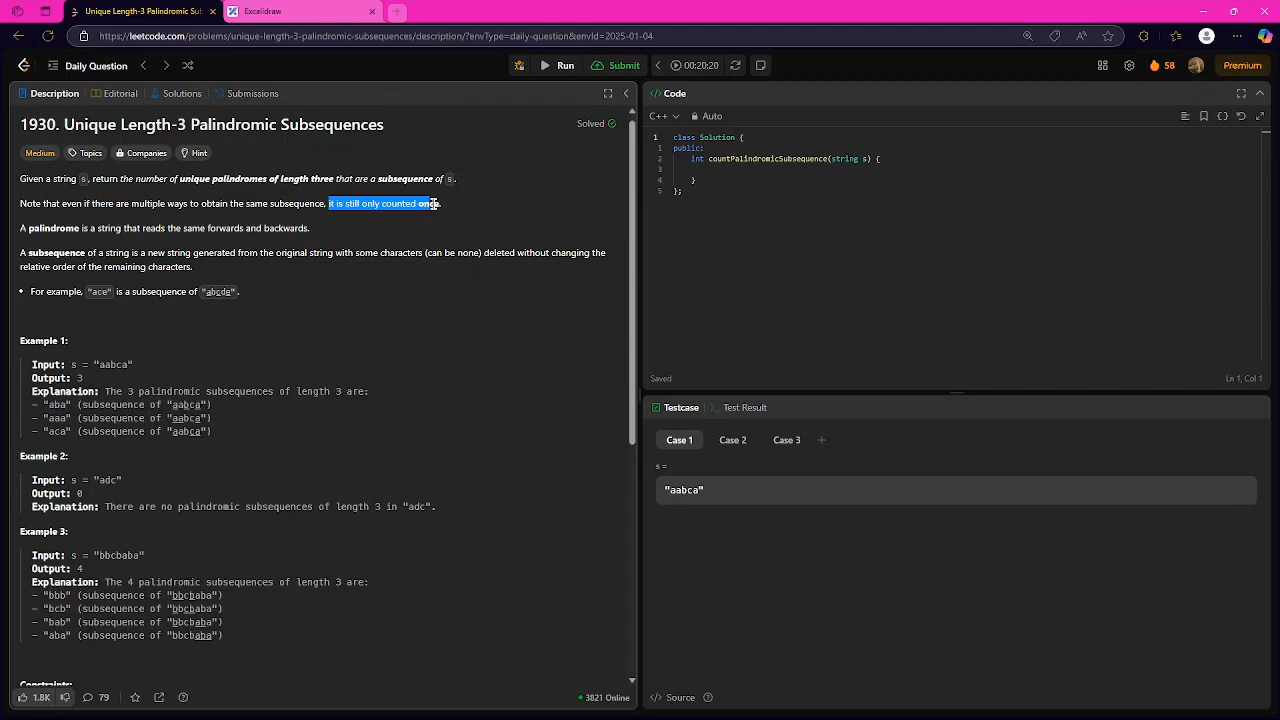 Unique Length-3 Palindromic Sub
Excalidraw
https://leetcode.com/problems/unique-length-3-palindromic-subsequences/description/?envType=daily-question&envId=2025-01-04
Daily Question
Run
Submit
00:20:20
58
Premium
Description
Editorial
Solutions
Submissions
1930. Unique Length-3 Palindromic Subsequences
Solved
Medium
Topics
Companies
Hint
Given a string s, return the number of unique palindromes of length three that are a subsequence of s.
Note that even if there are multiple ways to obtain the same subsequence, it is still only counted once.
A palindrome is a string that reads the same forwards and backwards.
A subsequence of a string is a new string generated from the original string with some characters (can be none) deleted without changing the
relative order of the remaining characters.
• For example, "ace" is a subsequence of "abcde".
Example 1:
Input: s = "aabca"
Output: 3
Explanation: The 3 palindromic subsequences of length 3 are:
- "aba" (subsequence of "aabca")
- "aaa" (subsequence of "aabca")
- "aca" (subsequence of "aabca")
Example 2:
Input: s = "adc"
Output: 0
Explanation: There are no palindromic subsequences of length 3 in "adc".
Example 3:
Input: s = "bbcbaba"
Output: 4
Explanation: The 4 palindromic subsequences of length 3 are:
- "bbb" (subsequence of "bbcbaba")
- "bcb" (subsequence of "bbcbaba")
- "bab" (subsequence of "bbcbaba")
- "aba" (subsequence of "bbcbaba")
Constraints:
1.8K
79
3821 Online
</> Code
C++
Auto
1 class Solution {
1 public:
2 int countPalindromicSubsequence(string s) {
3
4 }
5 };
Saved
Ln 1, Col 1
Testcase
Test Result
Case 1
Case 2
Case 3
s =
"aabca"
</> Source